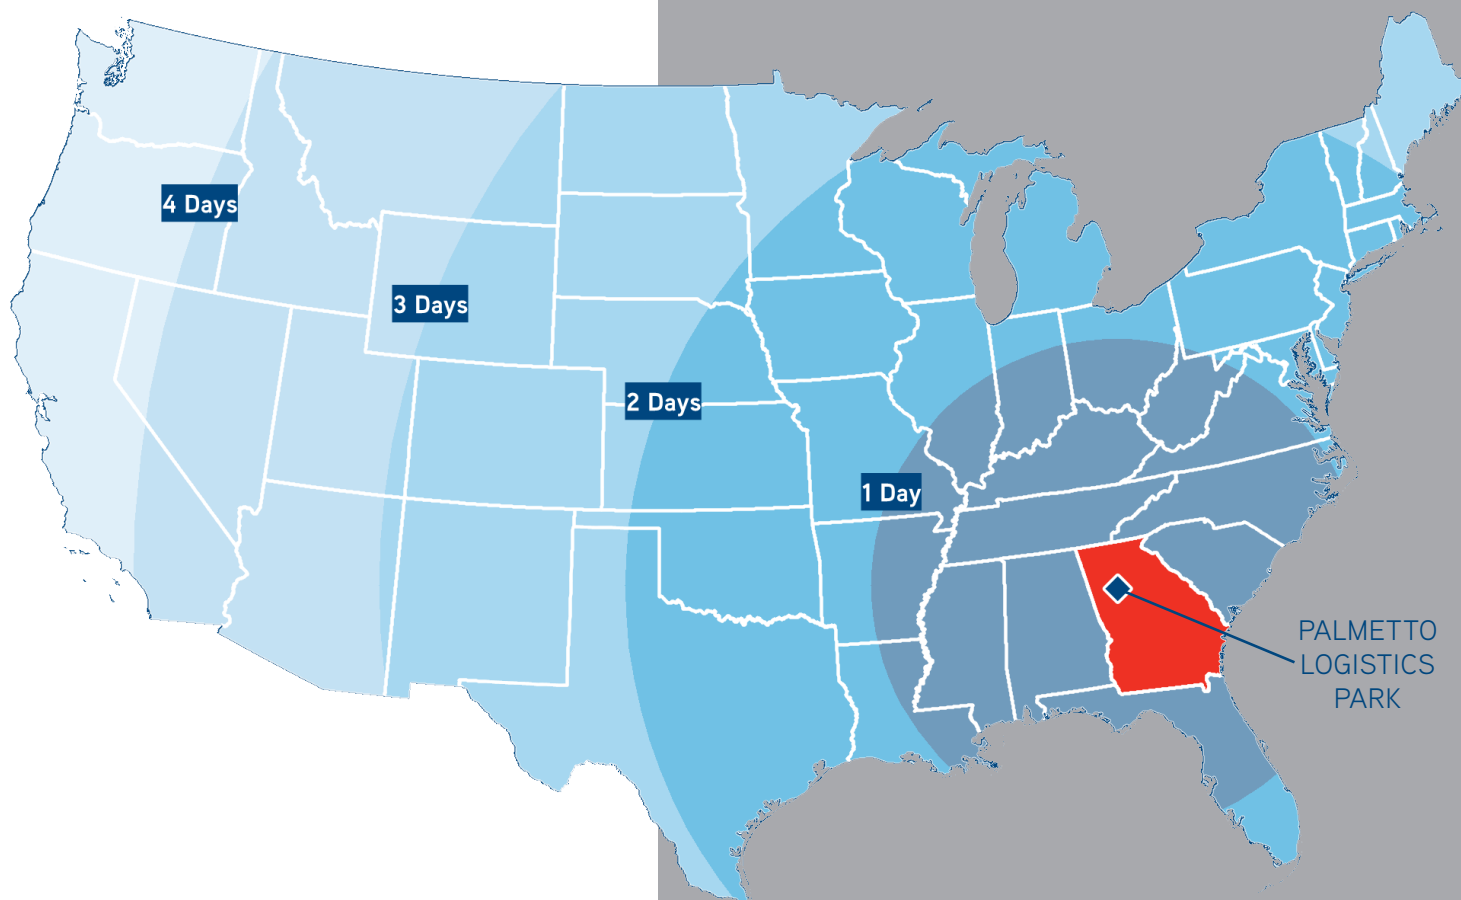 4 Days
3 Days
2 Days
1 Day
PALMETTO
LOGISTICS
PARK